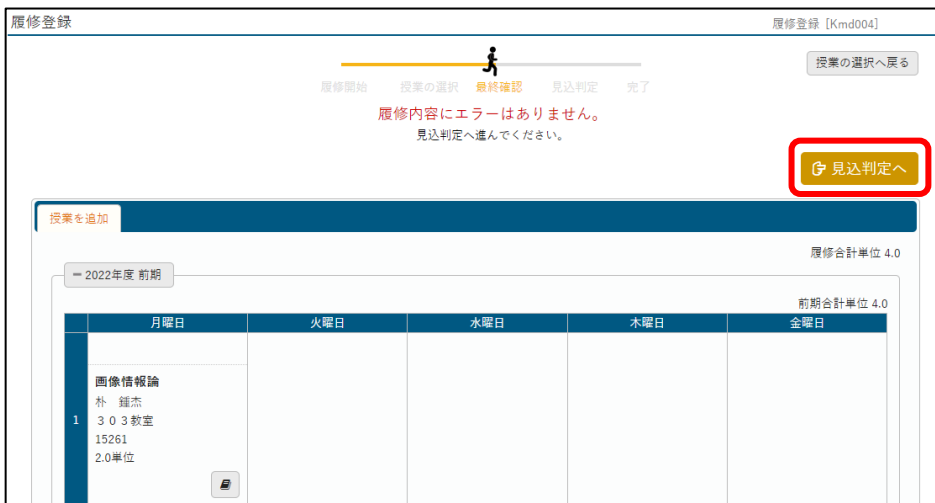 履修登録
履修登録 [Kmd004]
授業の選択へ戻る
履修開始 授業の選択 最終確認 見込判定 完了
履修内容にエラーはありません。
見込判定へ進んでください。
見込判定へ
授業を追加
履修合計単位 4.0
2022年度 前期
前期合計単位 4.0
月曜日 火曜日 水曜日 木曜日 金曜日
画像情報論
朴 鍾杰
1 303教室
15261
2.0単位